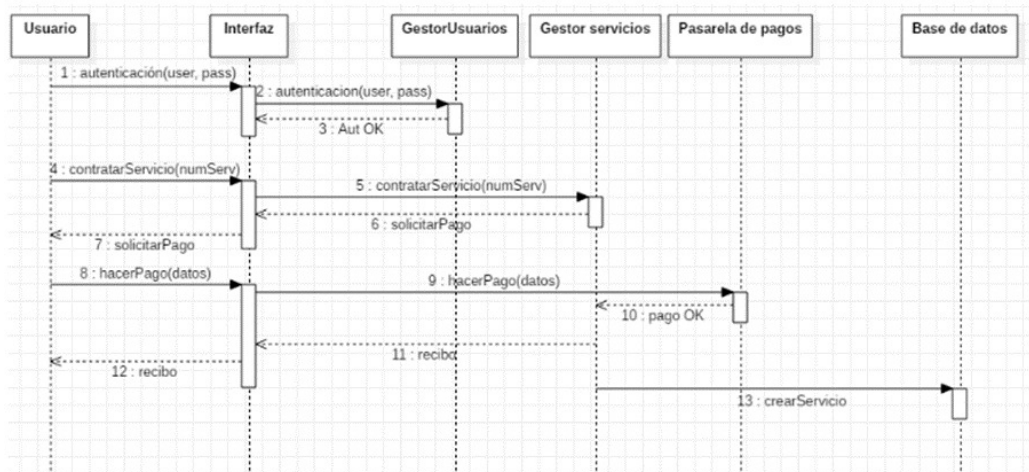 Usuario
Interfaz
GestorUsuarios
Gestor servicios
Pasarela de pagos
Base de datos
1 : autenticación(user, pass)
2 : autenticacion(user, pass)
3 : Aut OK
4 : contratarServicio(numServ)
5 : contratarServicio(numServ)
6 : solicitarPago
7 : solicitarPago
8 : hacerPago(datos)
9 : hacerPago(datos)
10 : pago OK
11 : recibo
12 : recibo
13 : crearServicio